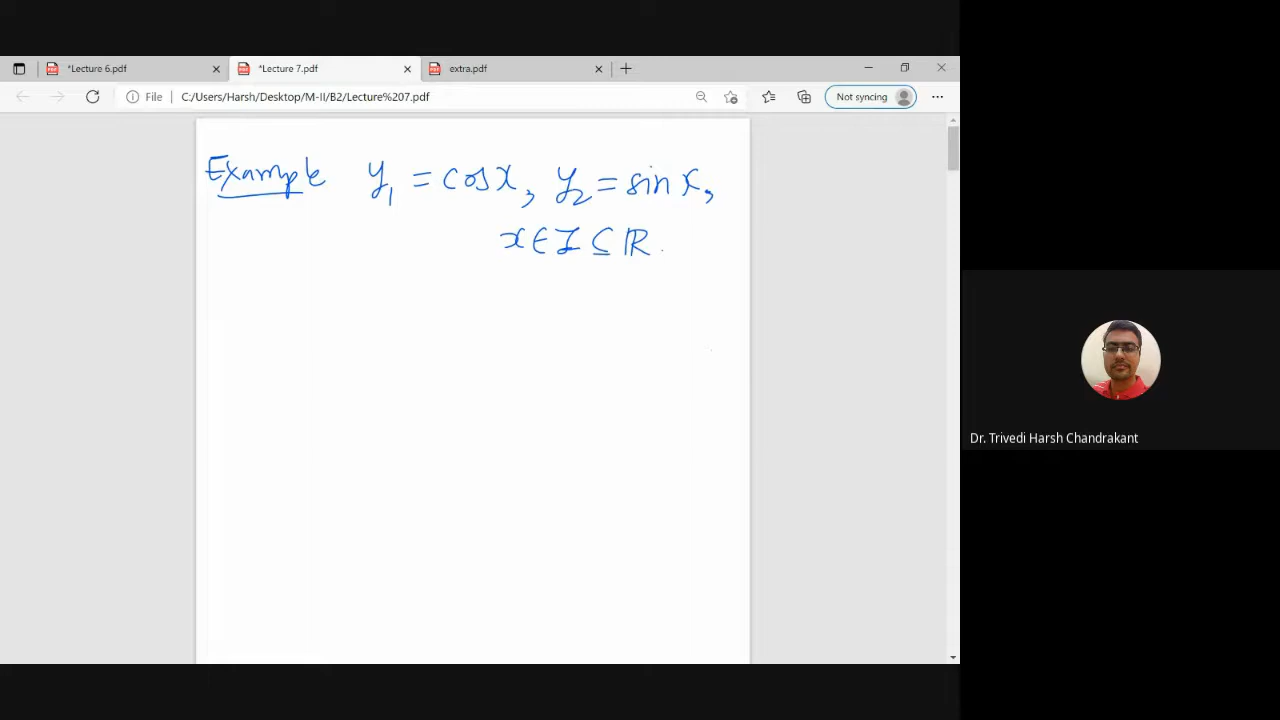 *Lecture 6.pdf
*Lecture 7.pdf
extra.pdf
File C:/Users/Harsh/Desktop/M-II/B2/Lecture%207.pdf
Not syncing
Example y₁ = cos x, y₂ = sin x,
x ∈ I ⊆ ℝ.
Dr. Trivedi Harsh Chandrakant